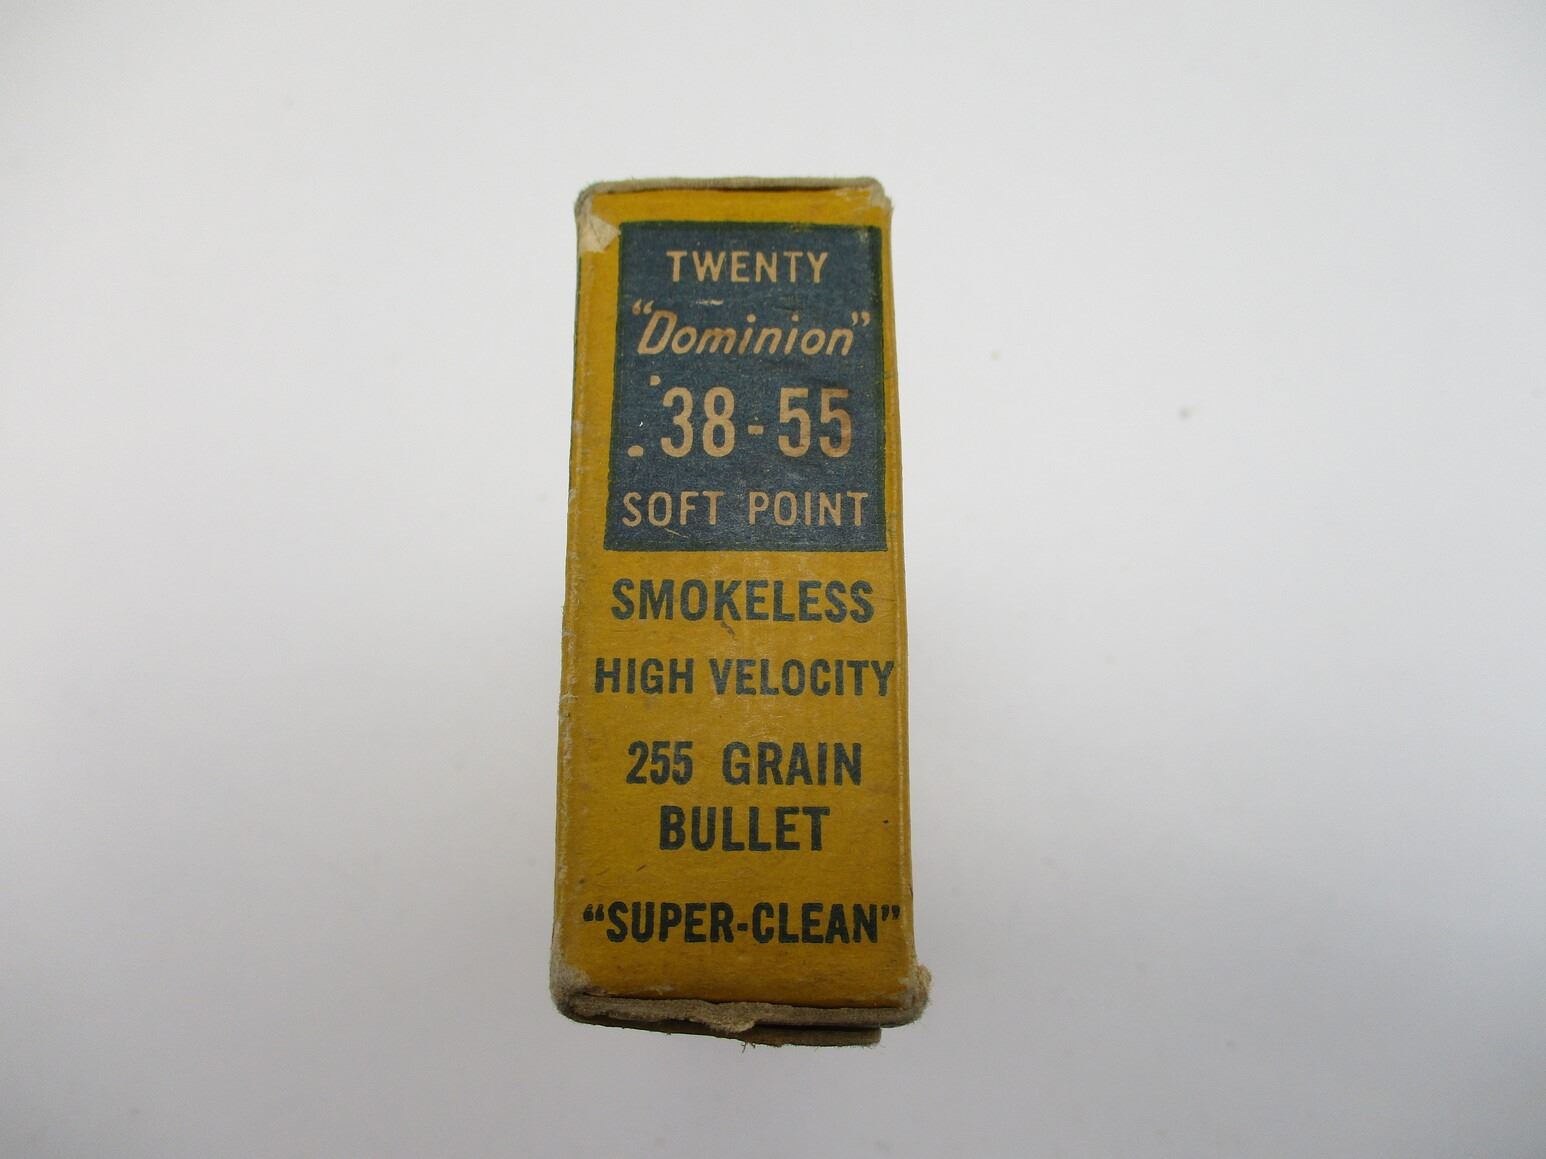 TWENTY
"Dominion"
.38-55
SOFT POINT
SMOKELESS
HIGH VELOCITY
255 GRAIN
BULLET
"SUPER-CLEAN"